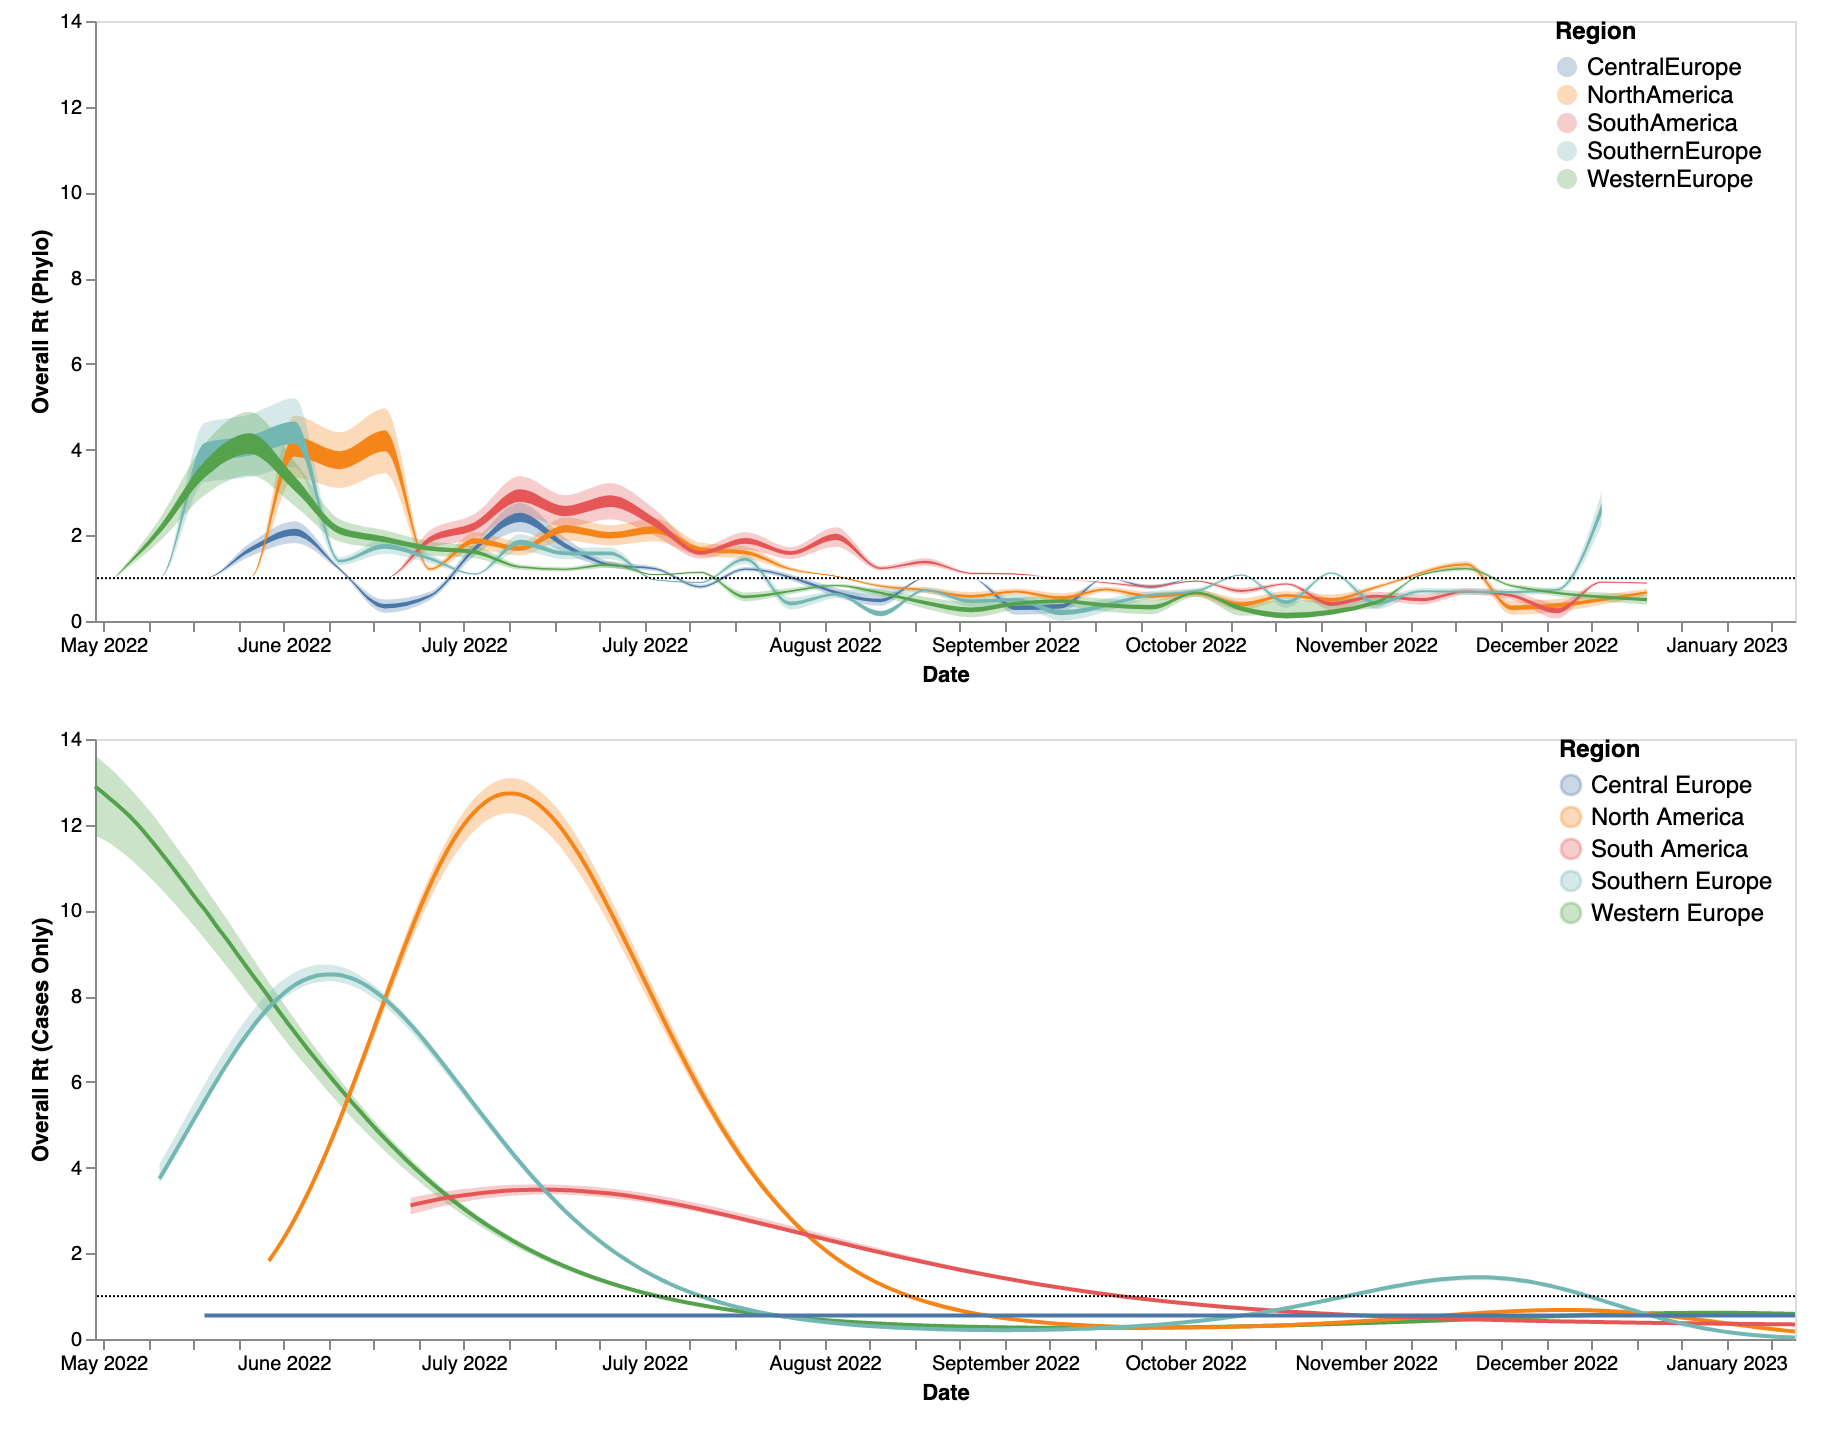 14
12
10
8
6
4
2
0
Overall Rt (Phylo)
Region
CentralEurope
NorthAmerica
SouthAmerica
SouthernEurope
WesternEurope
May 2022 June 2022 July 2022 July 2022 August 2022 September 2022 October 2022 November 2022 December 2022 January 2023
Date
14
12
10
8
6
4
2
0
Overall Rt (Cases Only)
Region
Central Europe
North America
South America
Southern Europe
Western Europe
May 2022 June 2022 July 2022 July 2022 August 2022 September 2022 October 2022 November 2022 December 2022 January 2023
Date